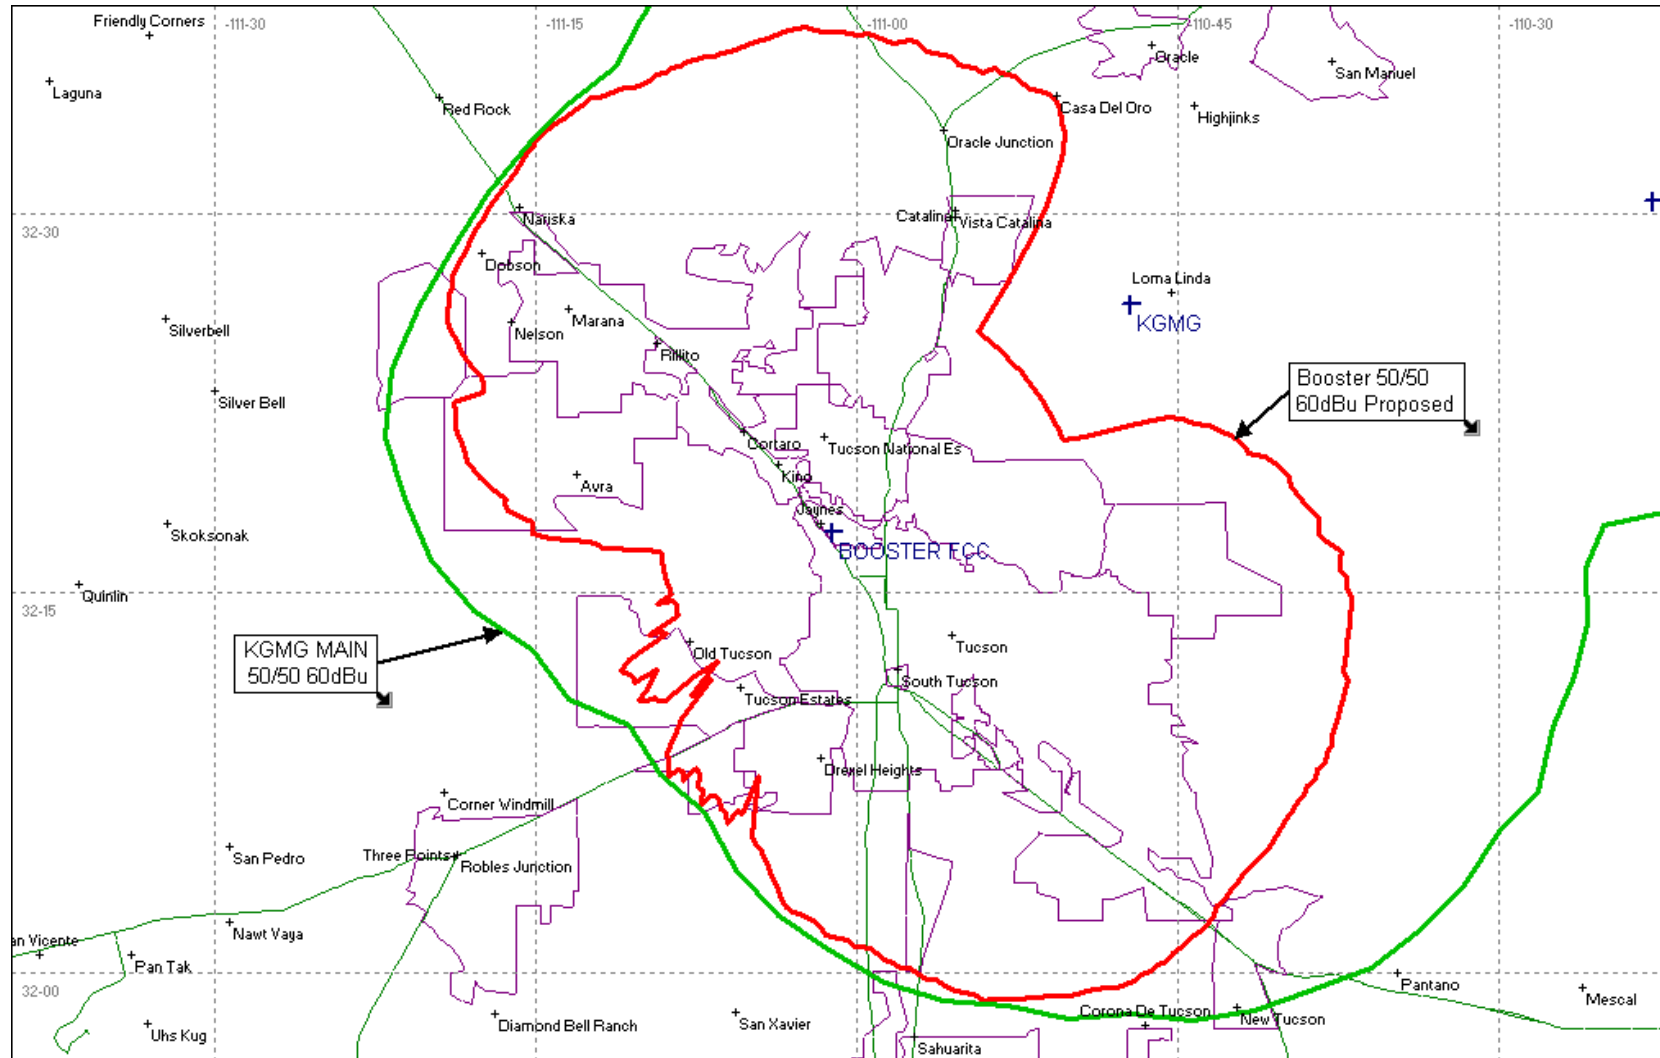 Friendly Corners
-111-30
-111-15
-111-00
-110-45
-110-30
Oracle
San Manuel
Laguna
Red Rock
Casa Del Oro
Highjinks
Oracle Junction
32-30
Nariska
Catalina
Vista Catalina
Dobson
Loma Linda
KGMG
Silverbell
Marana
Nelson
Rillito
Booster 50/50
60dBu Proposed
Silver Bell
Cortaro
Tucson National Es
Kino
Avra
Jaynes
Skoksonak
BOOSTER FCC
Quinlin
32-15
KGMG MAIN
50/50 60dBu
Old Tucson
Tucson
South Tucson
Tucson Estates
Drexel Heights
Corner Windmill
San Pedro
Three Points
Robles Junction
Nawt Vaya
an Vicente
Pan Tak
32-00
Pantano
Mescal
Uhs Kug
Diamond Bell Ranch
San Xavier
Corona De Tucson
New Tucson
Sahuarita